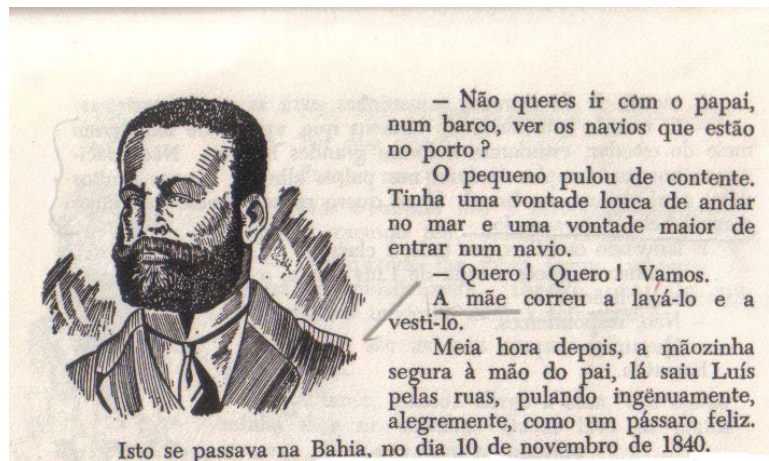 — Não queres ir com o papai,
num barco, ver os navios que estão
no porto ?
O pequeno pulou de contente.
Tinha uma vontade louca de andar
no mar e uma vontade maior de
entrar num navio.
— Quero ! Quero ! Vamos.
A mãe correu a lavá-lo e a
vesti-lo.
Meia hora depois, a mãozinha
segura à mão do pai, lá saiu Luís
pelas ruas, pulando ingënuamente,
alegremente, como um pássaro feliz.
Isto se passava na Bahia, no dia 10 de novembro de 1840.